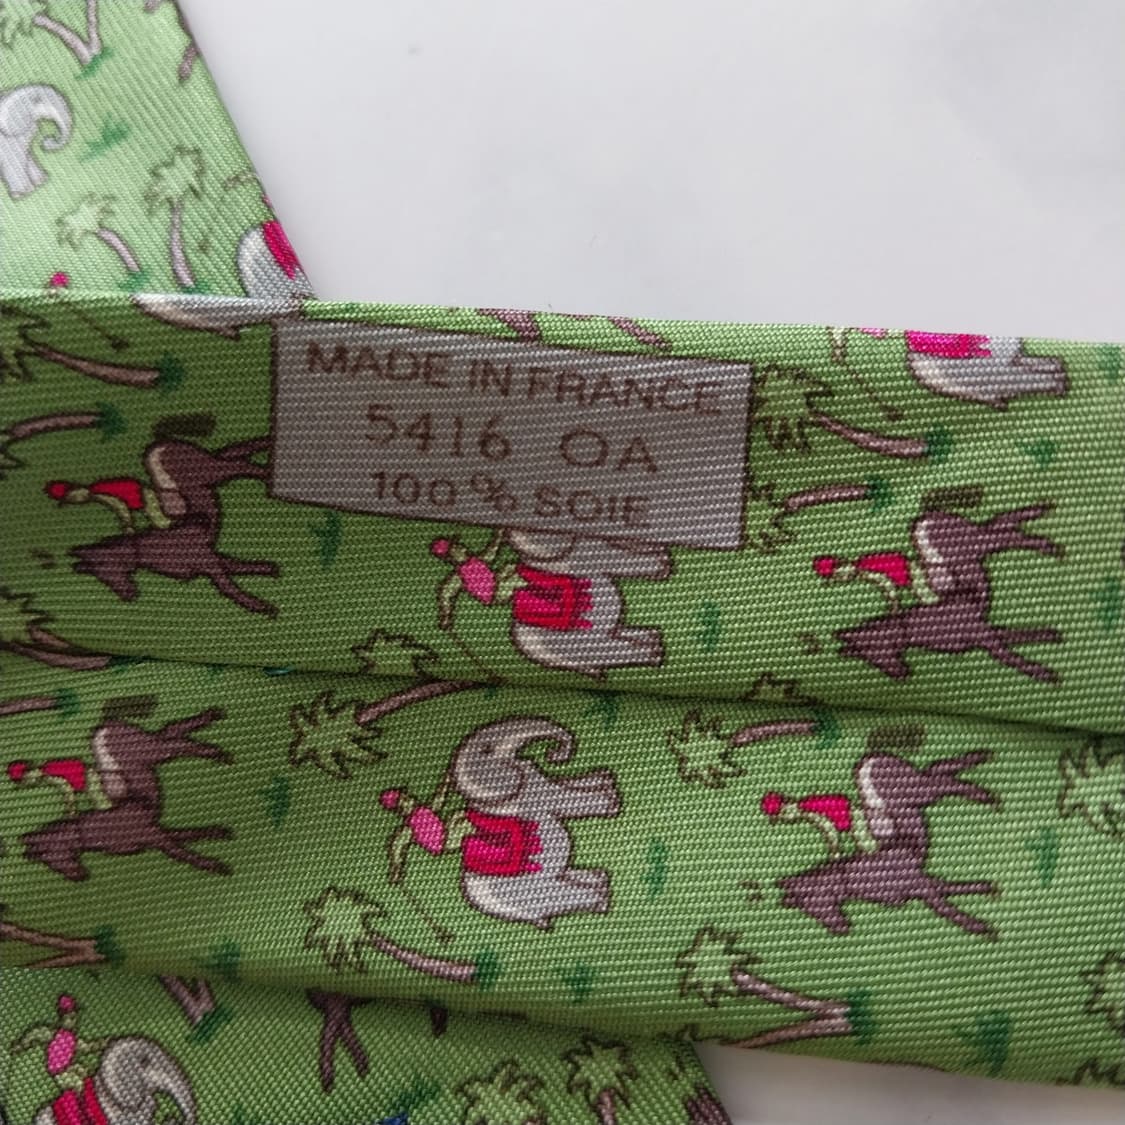 MADE IN FRANCE
5416 OA
100% SOIE